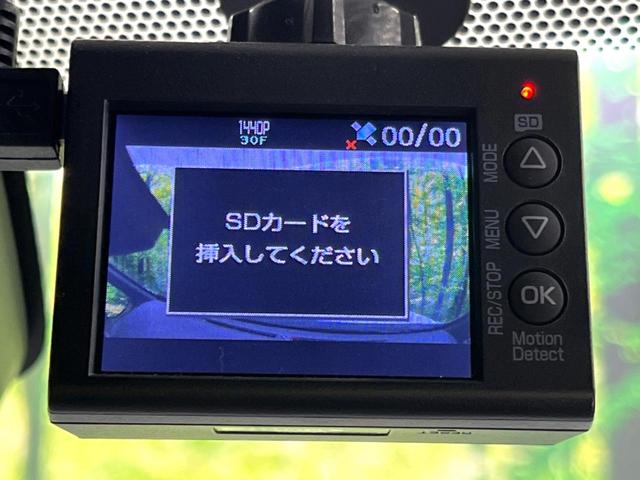 1440P
30F
00/00
SDカードを
挿入してください
SD
MODE
MENU
REC/STOP
OK
Motion
Detect
RESET